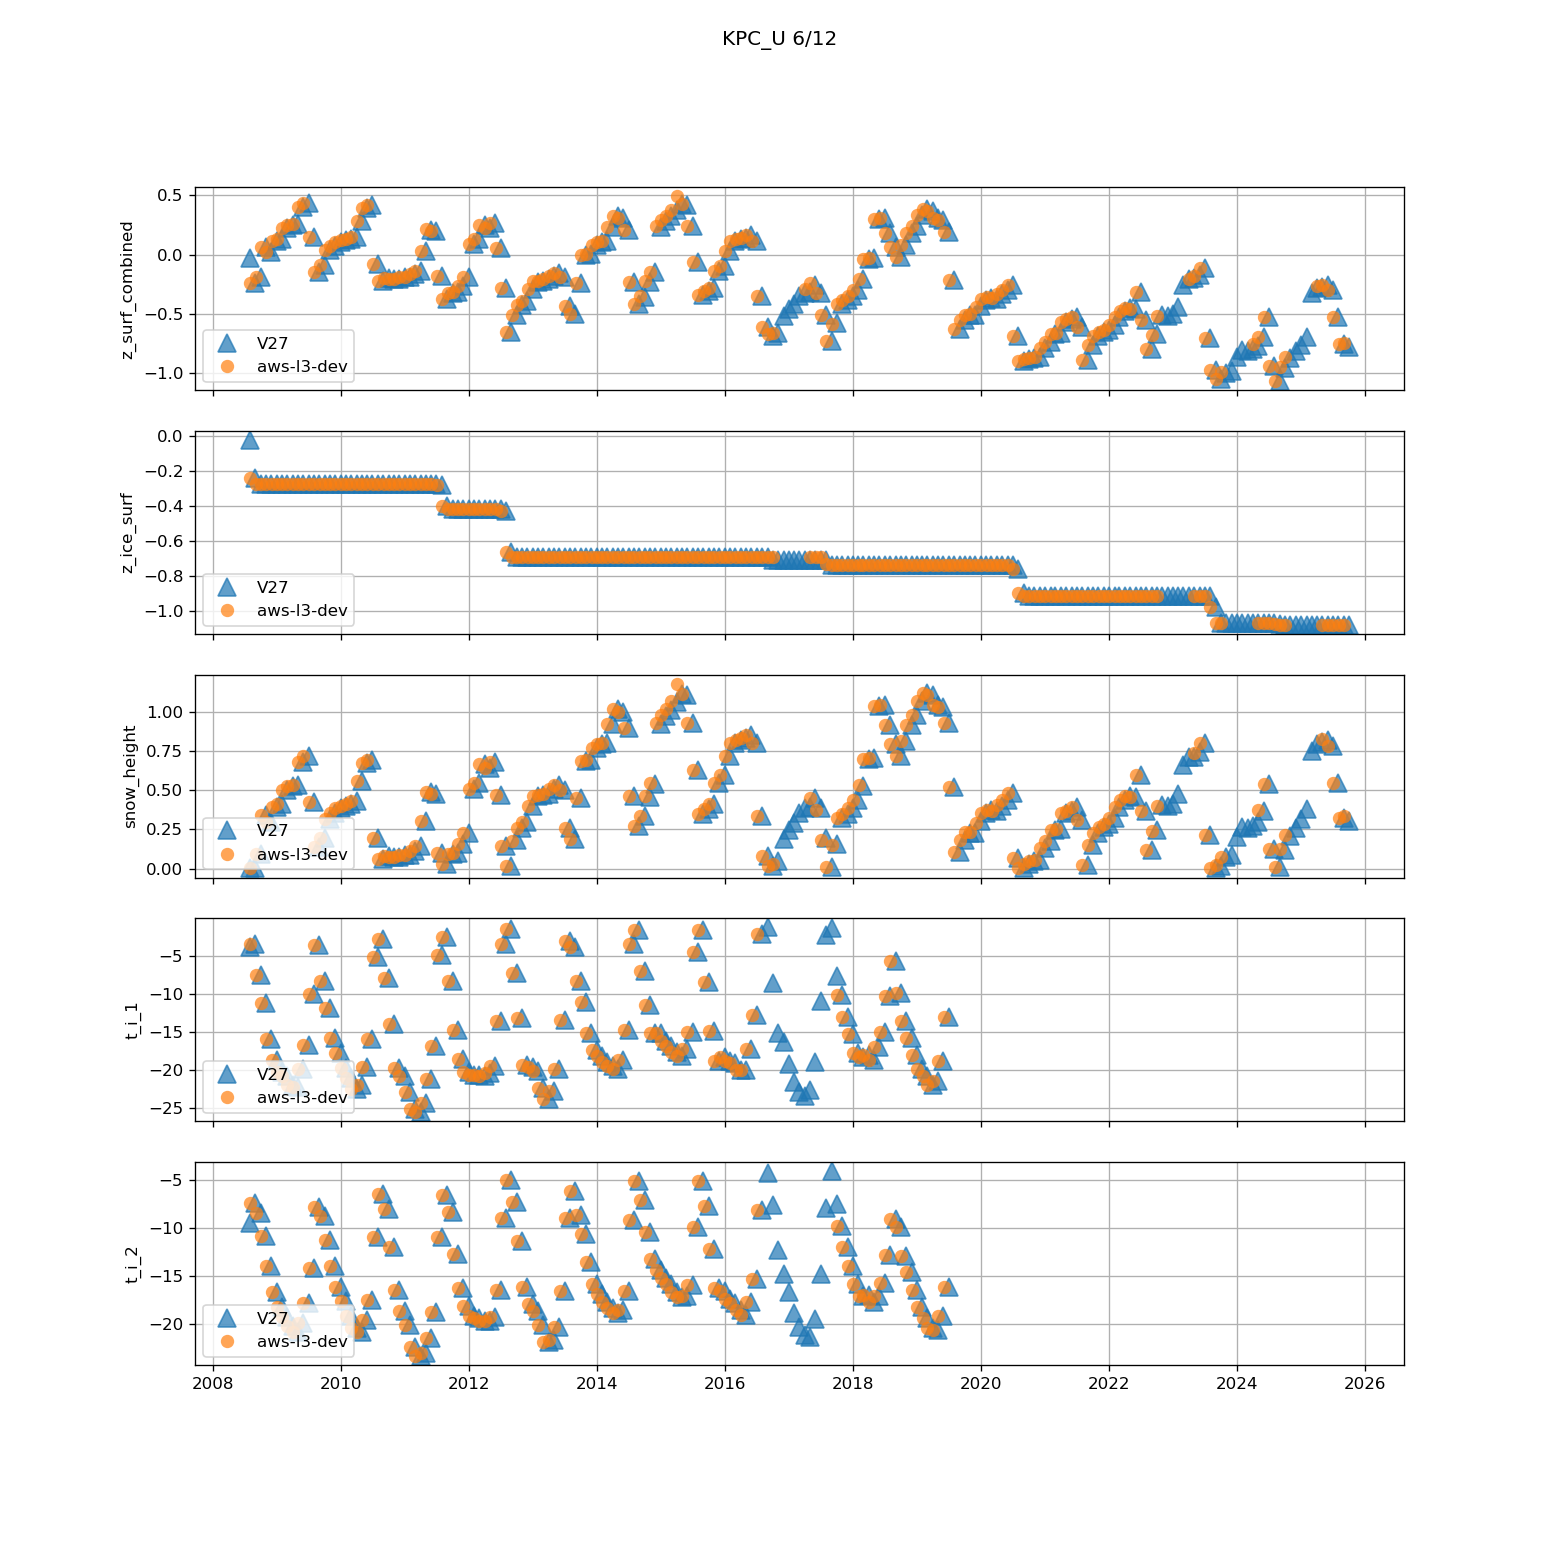 KPC_U 6/12
z_surf_combined
0.5
0.0
−0.5
−1.0
V27
aws-l3-dev
z_ice_surf
0.0
−0.2
−0.4
−0.6
−0.8
−1.0
V27
aws-l3-dev
snow_height
1.00
0.75
0.50
0.25
0.00
V27
aws-l3-dev
t_i_1
−5
−10
−15
−20
−25
V27
aws-l3-dev
t_i_2
−5
−10
−15
−20
V27
aws-l3-dev
2008 2010 2012 2014 2016 2018 2020 2022 2024 2026